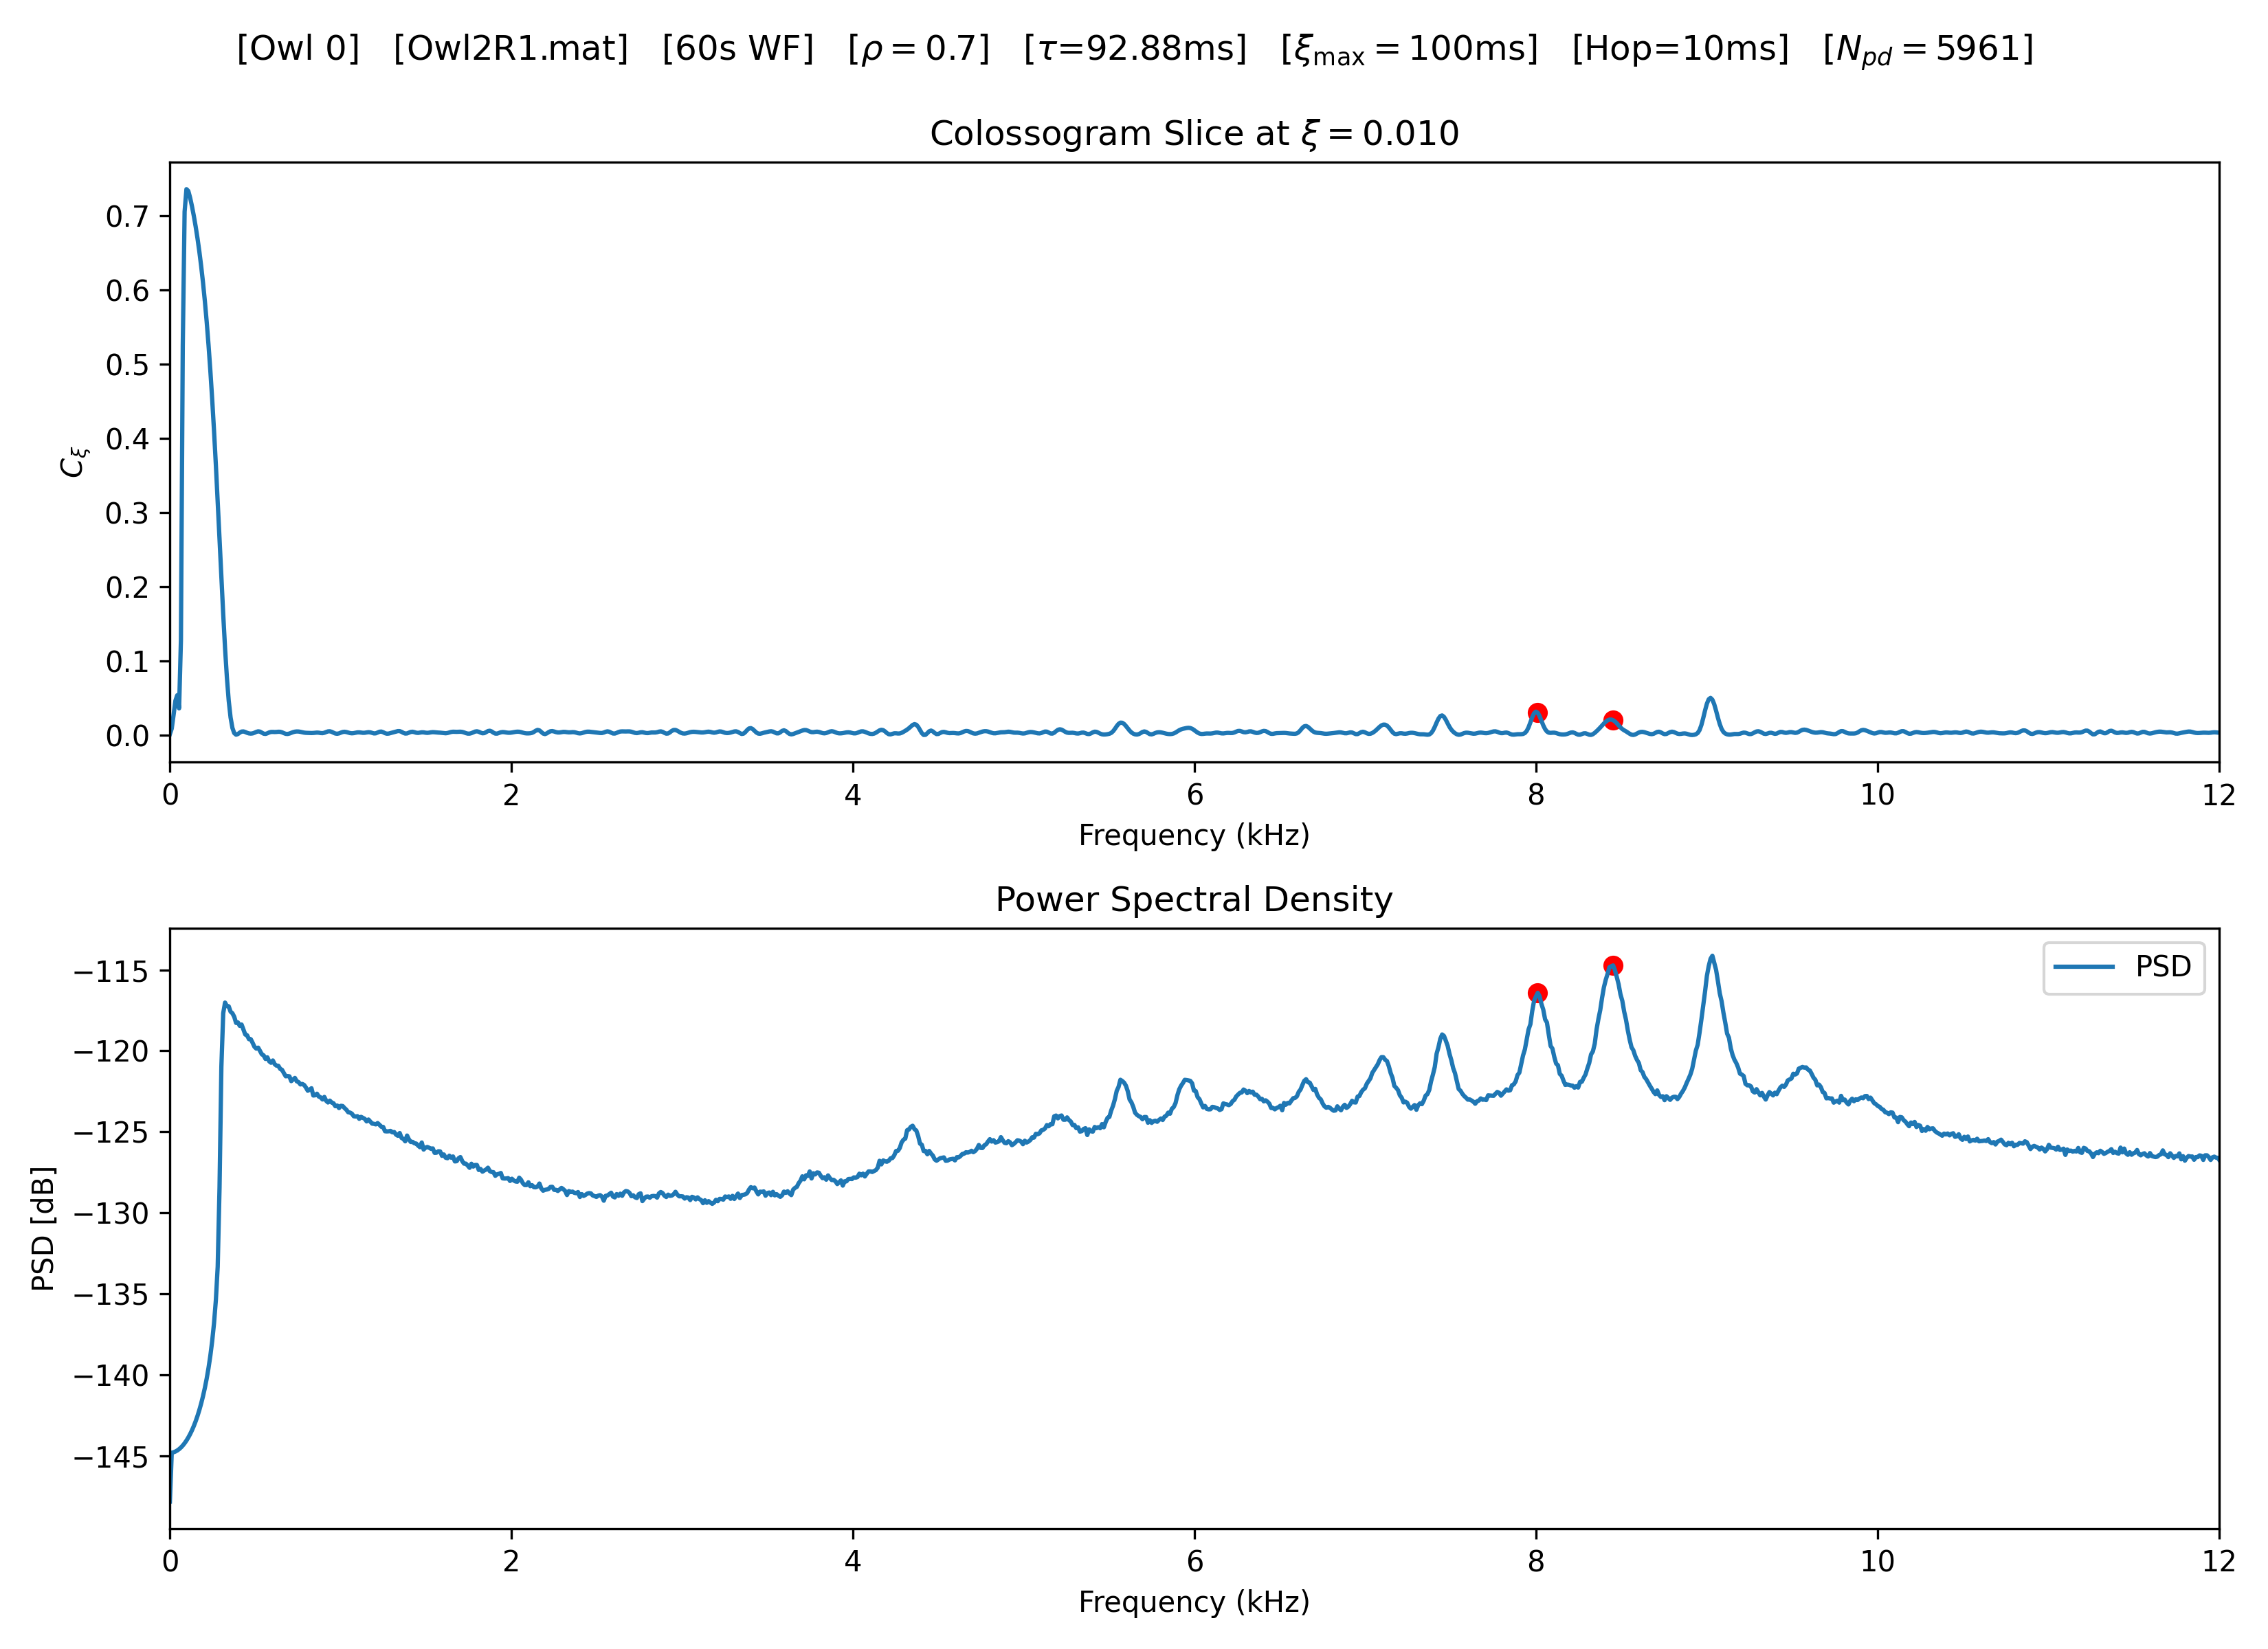 [Owl 0] [Owl2R1.mat] [60s WF] [ρ = 0.7] [τ=92.88ms] [ξmax = 100ms] [Hop=10ms] [Npd = 5961]
Colossogram Slice at ξ = 0.010
Cξ
0.7
0.6
0.5
0.4
0.3
0.2
0.1
0.0
0 2 4 6 8 10 12
Frequency (kHz)
Power Spectral Density
PSD
PSD [dB]
−115
−120
−125
−130
−135
−140
−145
0 2 4 6 8 10 12
Frequency (kHz)